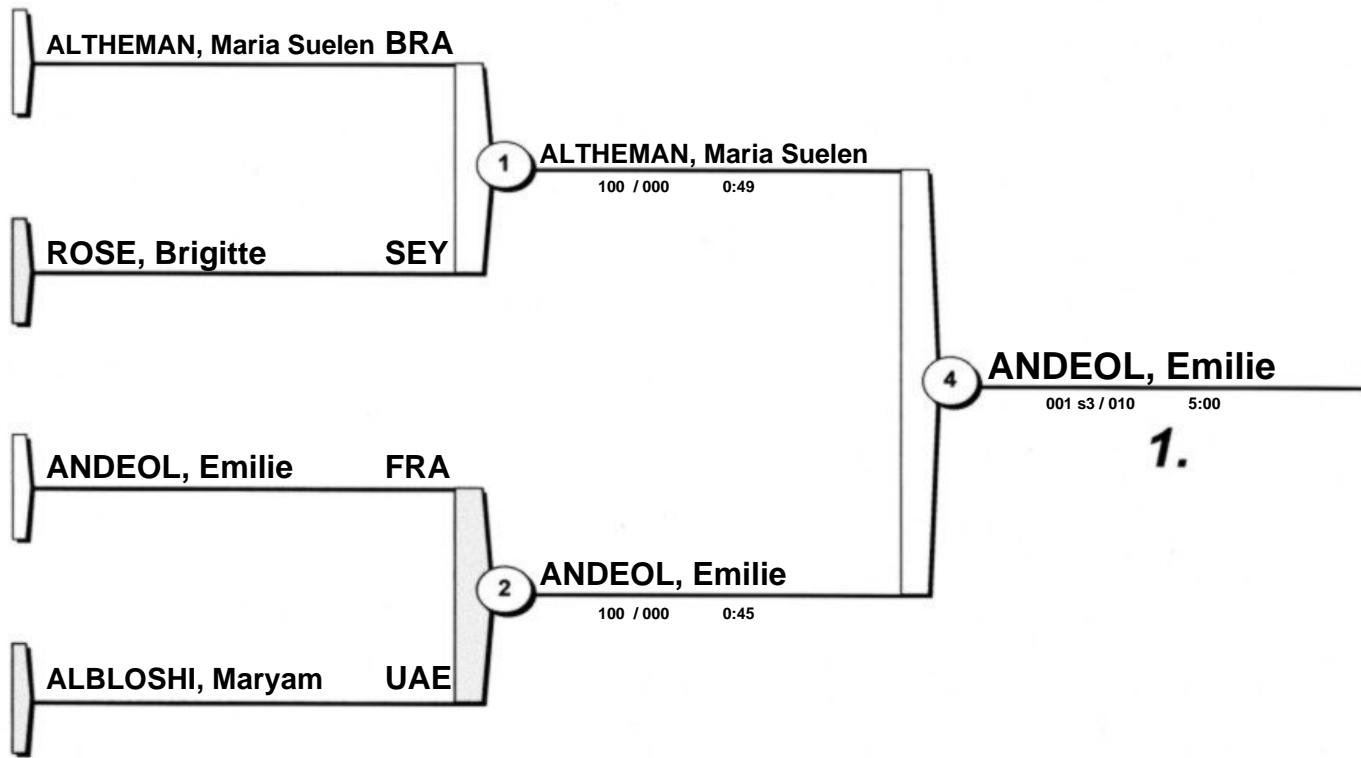 ALTHEMAN, Maria Suelen BRA
1
ALTHEMAN, Maria Suelen
100 / 000 0:49
ROSE, Brigitte SEY
4
ANDEOL, Emilie
001 s3 / 010 5:00
1.
ANDEOL, Emilie FRA
2
ANDEOL, Emilie
100 / 000 0:45
ALBLOSHI, Maryam UAE